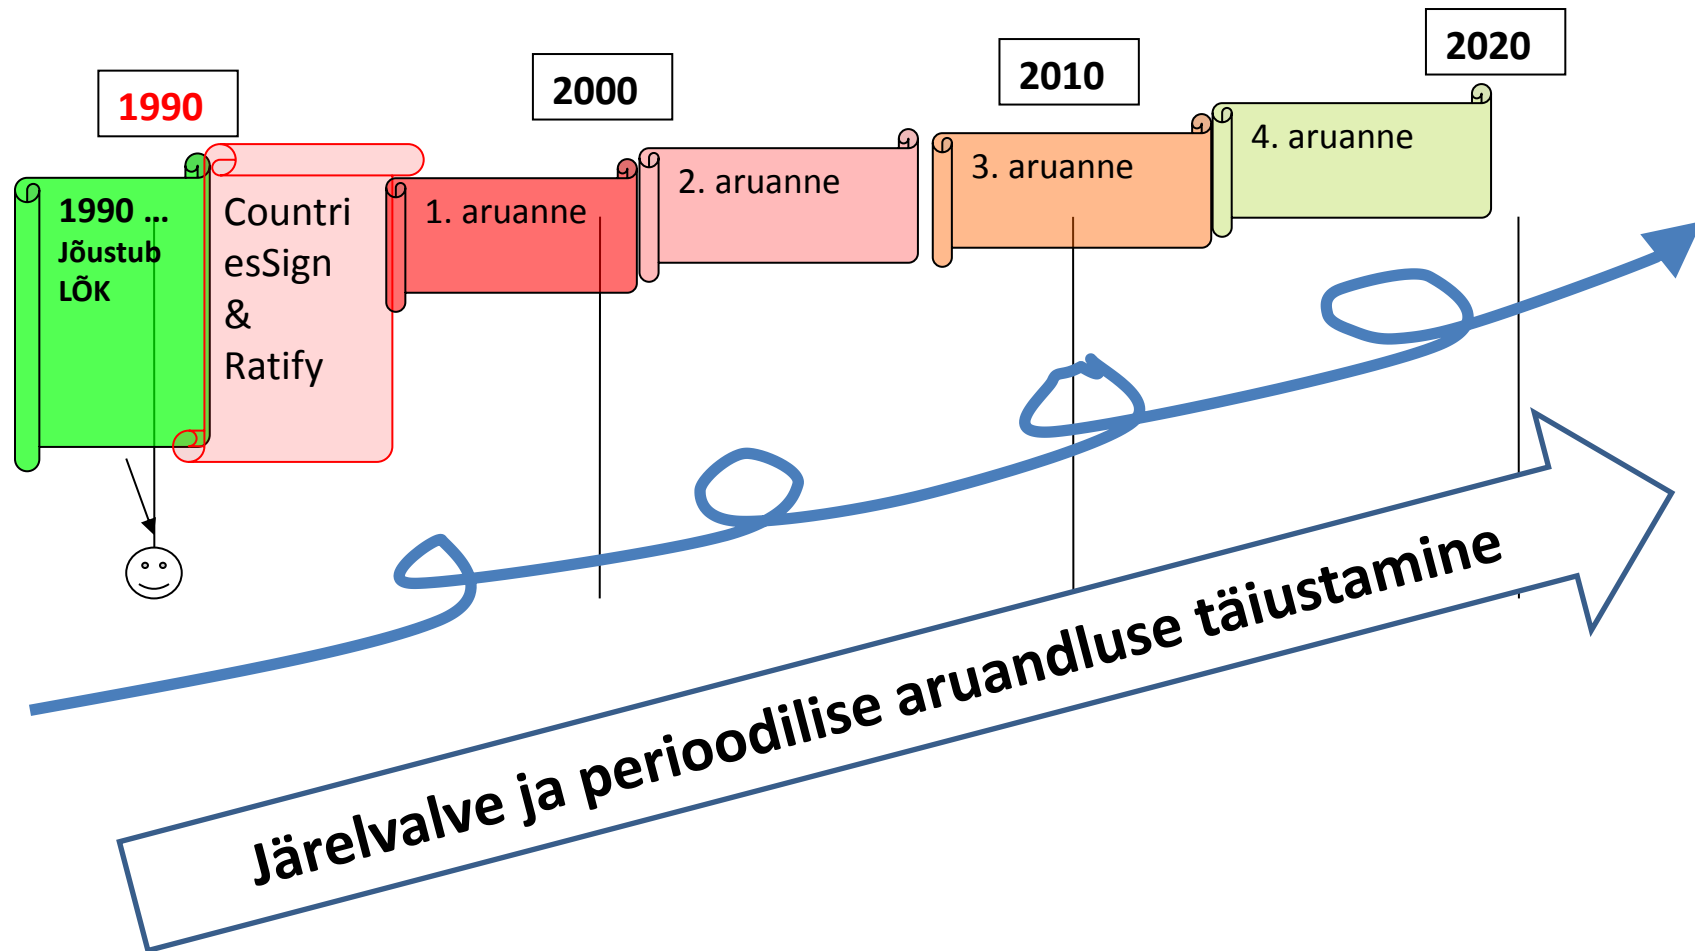 1990
2000
2010
2020
1990 ...
Jõustub
LÕK
Countri
esSign
&
Ratify
1. aruanne
2. aruanne
3. aruanne
4. aruanne
Järelvalve ja perioodilise aruandluse täiustamine